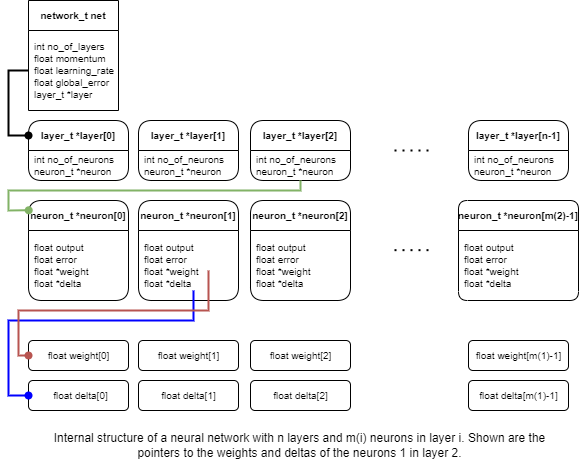 network_t net
int no_of_layers
float momentum
float learning_rate
float global_error
layer_t *layer
layer_t *layer[0]
int no_of_neurons
neuron_t *neuron
layer_t *layer[1]
int no_of_neurons
neuron_t *neuron
layer_t *layer[2]
int no_of_neurons
neuron_t *neuron
. . . . .
layer_t *layer[n-1]
int no_of_neurons
neuron_t *neuron
neuron_t *neuron[0]
float output
float error
float *weight
float *delta
neuron_t *neuron[1]
float output
float error
float *weight
float *delta
neuron_t *neuron[2]
float output
float error
float *weight
float *delta
. . . . .
neuron_t *neuron[m(2)-1]
float output
float error
float *weight
float *delta
float weight[0]
float weight[1]
float weight[2]
float weight[m(1)-1]
float delta[0]
float delta[1]
float delta[2]
float delta[m(1)-1]
Internal structure of a neural network with n layers and m(i) neurons in layer i. Shown are the
pointers to the weights and deltas of the neurons 1 in layer 2.